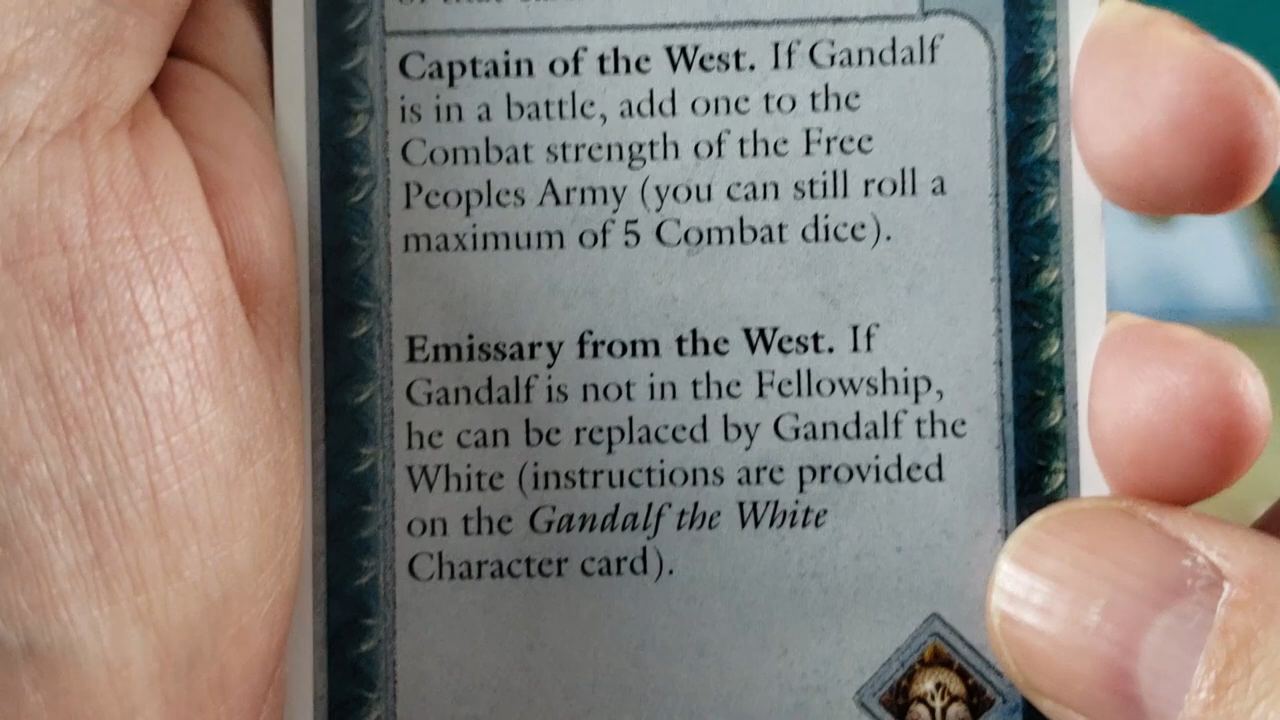 Captain of the West. If Gandalf
is in a battle, add one to the
Combat strength of the Free
Peoples Army (you can still roll a
maximum of 5 Combat dice).
Emissary from the West. If
Gandalf is not in the Fellowship,
he can be replaced by Gandalf the
White (instructions are provided
on the Gandalf the White
Character card).